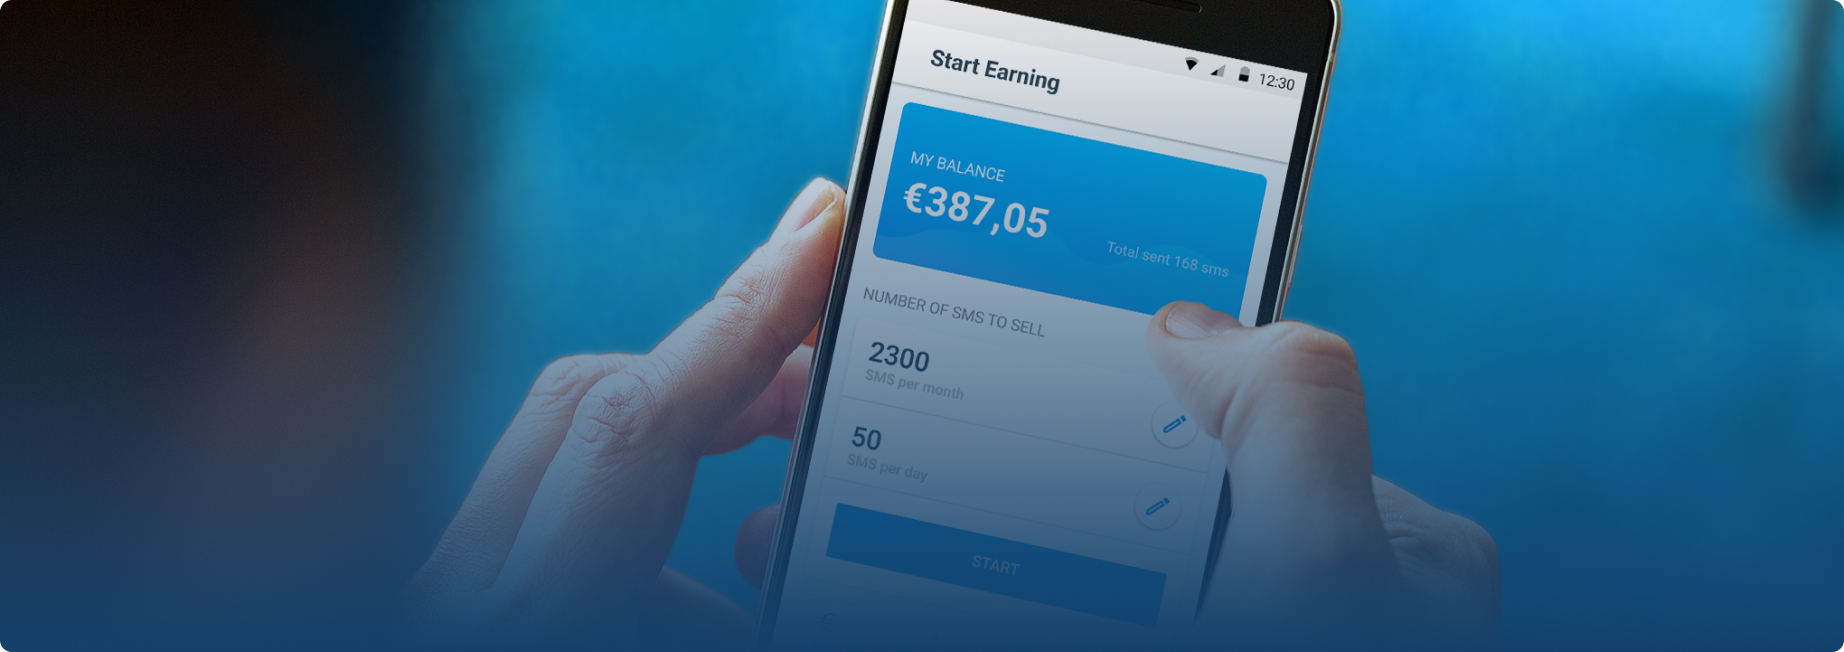 12:30
Start Earning
MY BALANCE
€387,05
Total sent 168 sms
NUMBER OF SMS TO SELL
2300
SMS per month
50
SMS per day
START
€